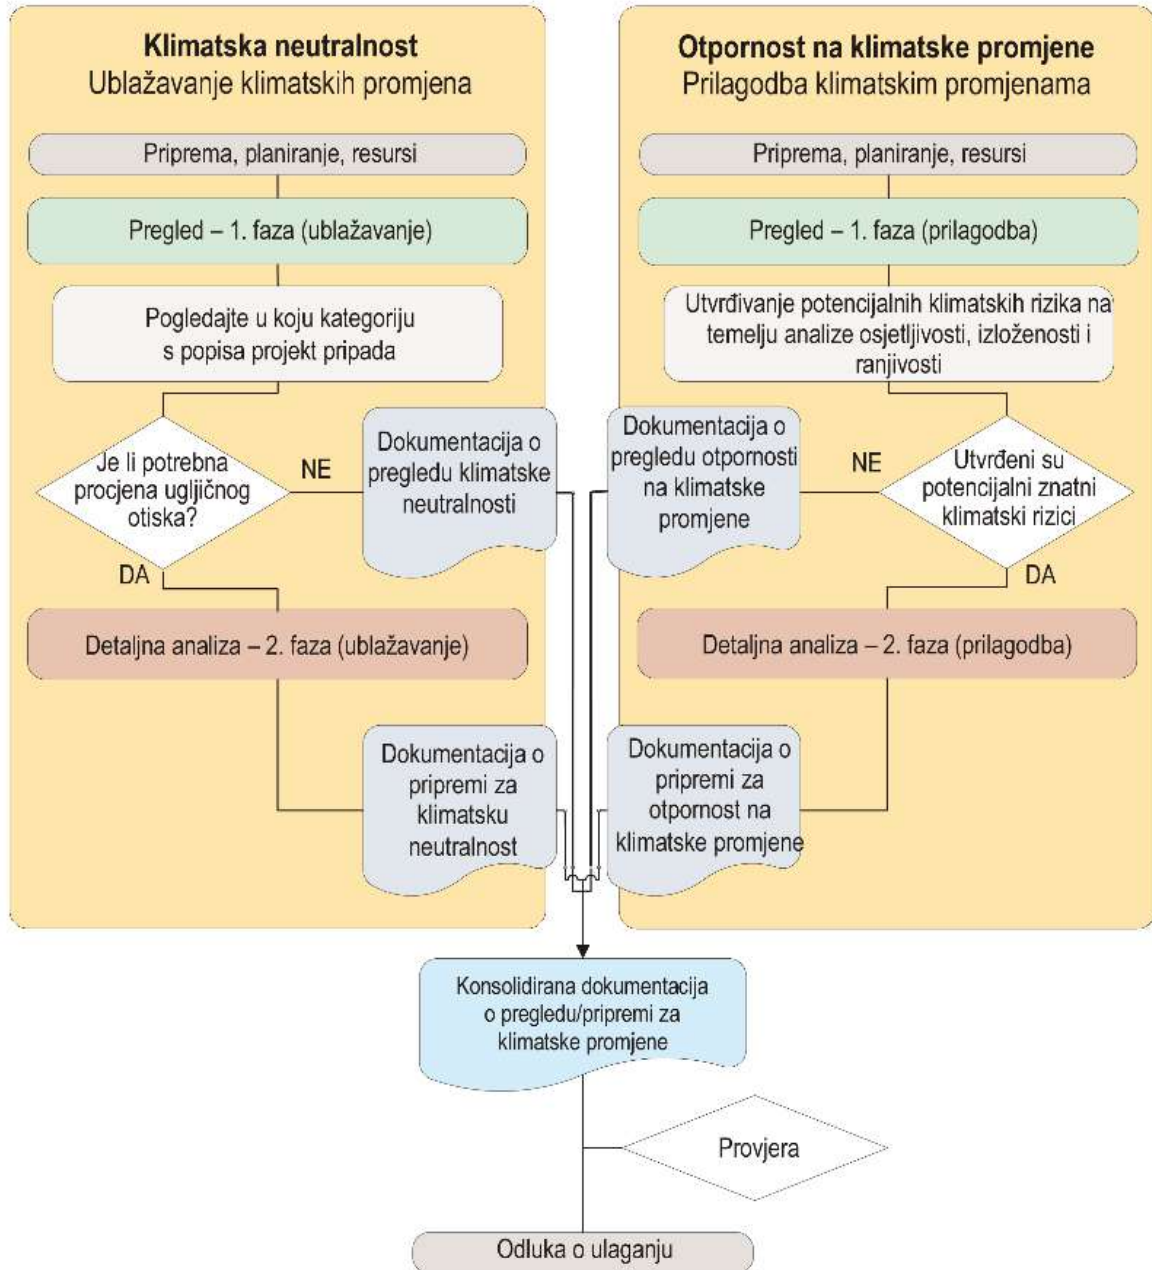 Klimatska neutralnost
Ublažavanje klimatskih promjena
Priprema, planiranje, resursi
Pregled – 1. faza (ublažavanje)
Pogledajte u koju kategoriju
s popisa projekt pripada
Je li potrebna
procjena ugljičnog
otiska?
NE
Dokumentacija o
pregledu klimatske
neutralnosti
DA
Detaljna analiza – 2. faza (ublažavanje)
Dokumentacija o
pripremi za
klimatsku
neutralnost
Otpornost na klimatske promjene
Prilagodba klimatskim promjenama
Priprema, planiranje, resursi
Pregled – 1. faza (prilagodba)
Utvrđivanje potencijalnih klimatskih rizika na
temelju analize osjetljivosti, izloženosti i
ranjivosti
Dokumentacija o
pregledu otpornosti
na klimatske
promjene
NE
Utvrđeni su
potencijalni znatni
klimatski rizici
DA
Detaljna analiza – 2. faza (prilagodba)
Dokumentacija o
pripremi za
otpornost na
klimatske promjene
Konsolidirana dokumentacija
o pregledu/pripremi za
klimatske promjene
Provjera
Odluka o ulaganju